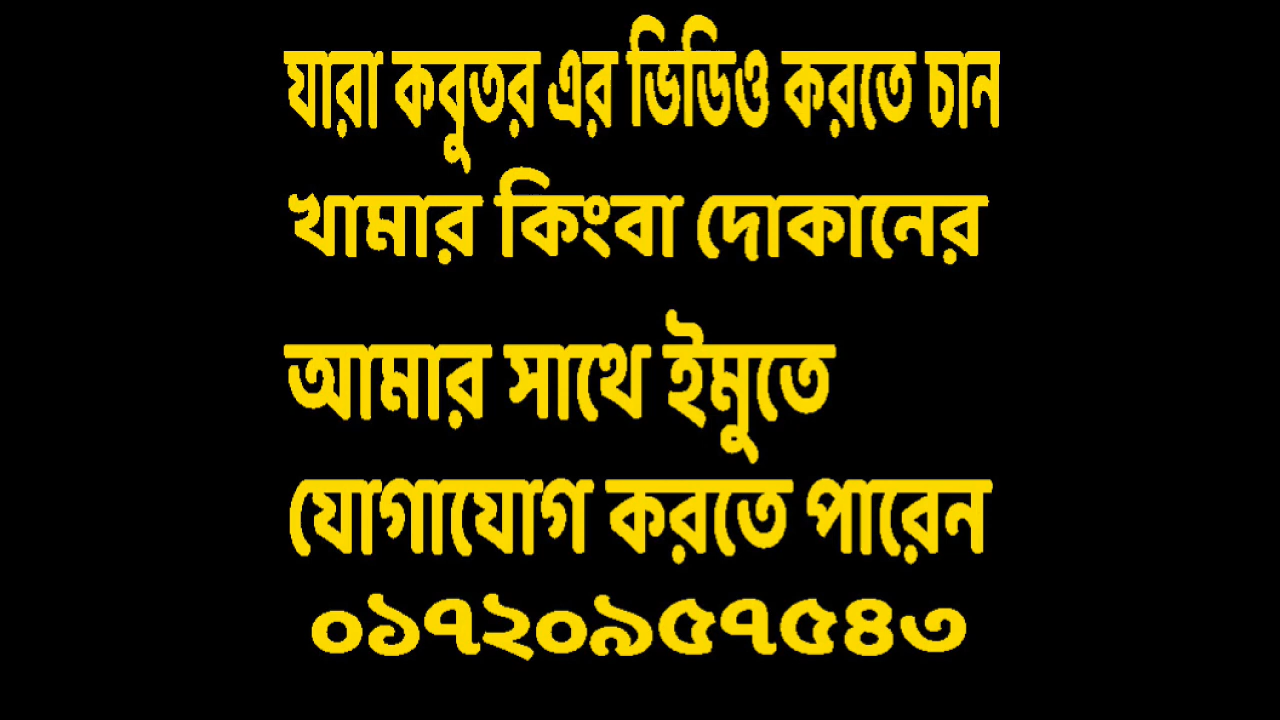 যারা কবুতর এর ভিডিও করতে চান
খামার কিংবা দোকানের
আমার সাথে ইমুতে
যোগাযোগ করতে পারেন
০১৭২০৯৫৭৫৪৩